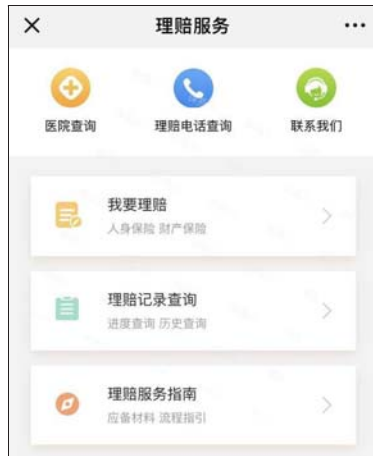 理赔服务
医院查询 理赔电话查询 联系我们
我要理赔
人身保险 财产保险
理赔记录查询
进度查询 历史查询
理赔服务指南
应备材料 流程指引